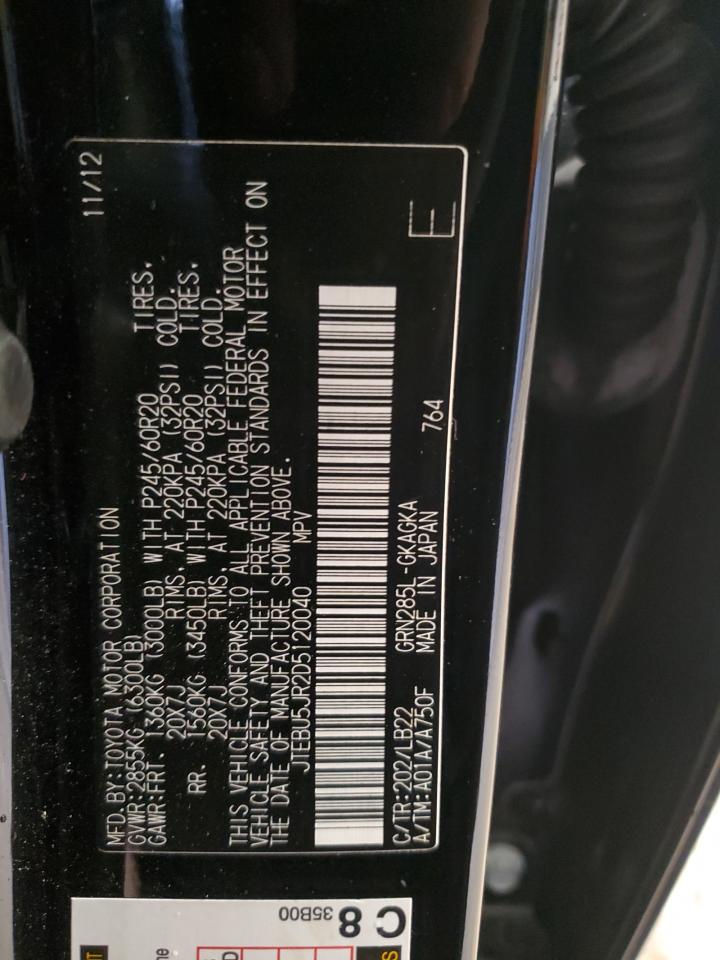 MFD.BY:TOYOTA MOTOR CORPORATION 11/12
GVWR:2855KG (6300LB)
GAWR:FRT. 1360KG (3000LB) WITH P245/60R20 TIRES.
20X7J RIMS. AT 220KPA (32PSI) COLD.
RR. 1560KG (3450LB) WITH P245/60R20 TIRES.
20X7J RIMS. AT 220KPA (32PSI) COLD.
THIS VEHICLE CONFORMS TO ALL APPLICABLE FEDERAL MOTOR
VEHICLE SAFETY AND THEFT PREVENTION STANDARDS IN EFFECT ON
THE DATE OF MANUFACTURE SHOWN ABOVE.
JTEBU5JR2D5120040 MPV
C/TR:202/LB22 GRN285L-GKAGKA
A/TM:A01A/A750F MADE IN JAPAN 764
E
C8
35B00